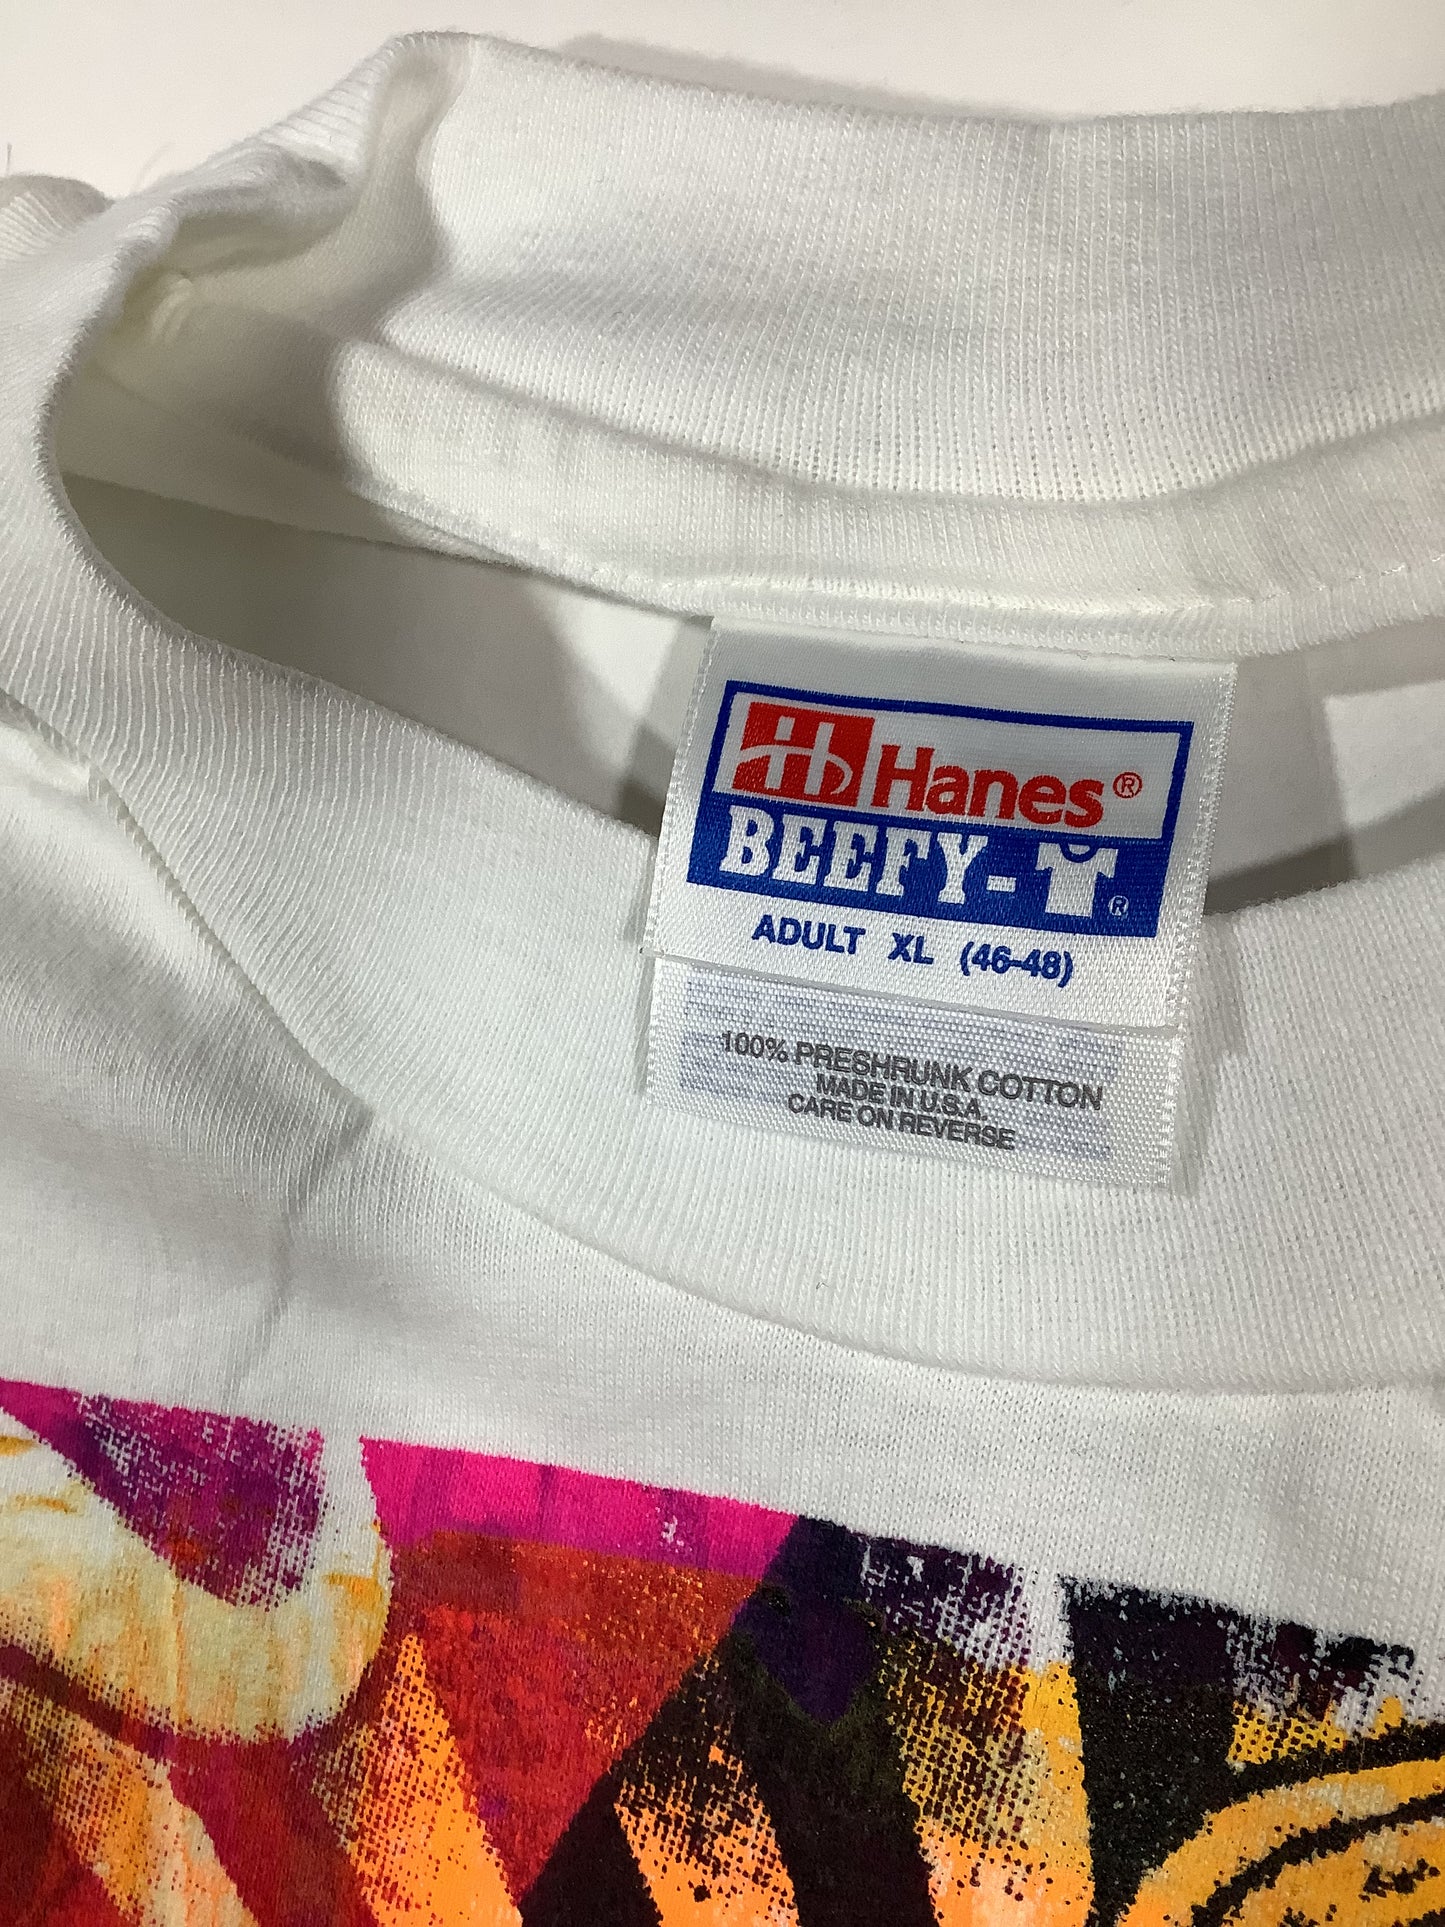 Hanes®
BEEFY-T®
ADULT XL (46-48)
100% PRESHRUNK COTTON
MADE IN U.S.A.
CARE ON REVERSE